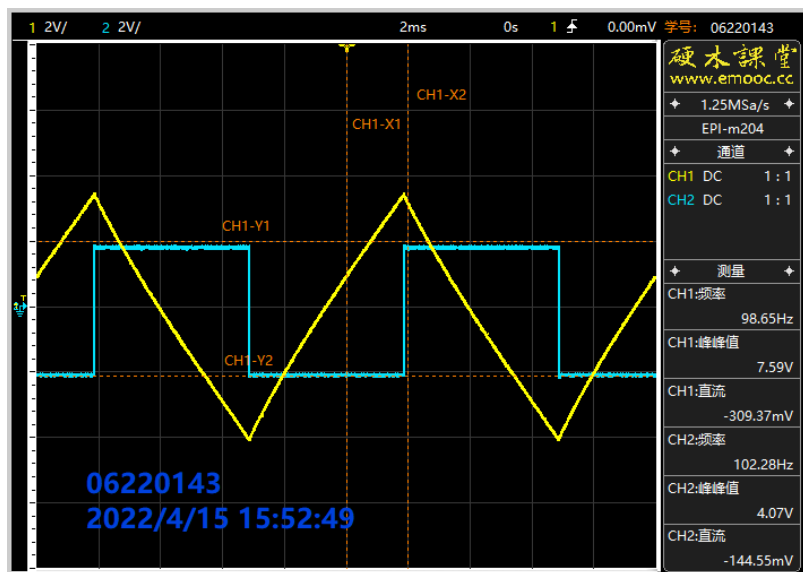 1 2V/ 2 2V/ 2ms 0s 1 0.00mV 学号: 06220143
硬木課堂
www.emooc.cc
1.25MSa/s
EPI-m204
通道
CH1 DC 1:1
CH2 DC 1:1
测量
CH1:频率
98.65Hz
CH1:峰峰值
7.59V
CH1:直流
-309.37mV
CH2:频率
102.28Hz
CH2:峰峰值
4.07V
CH2:直流
-144.55mV
CH1-X2
CH1-X1
CH1-Y1
CH1-Y2
06220143
2022/4/15 15:52:49